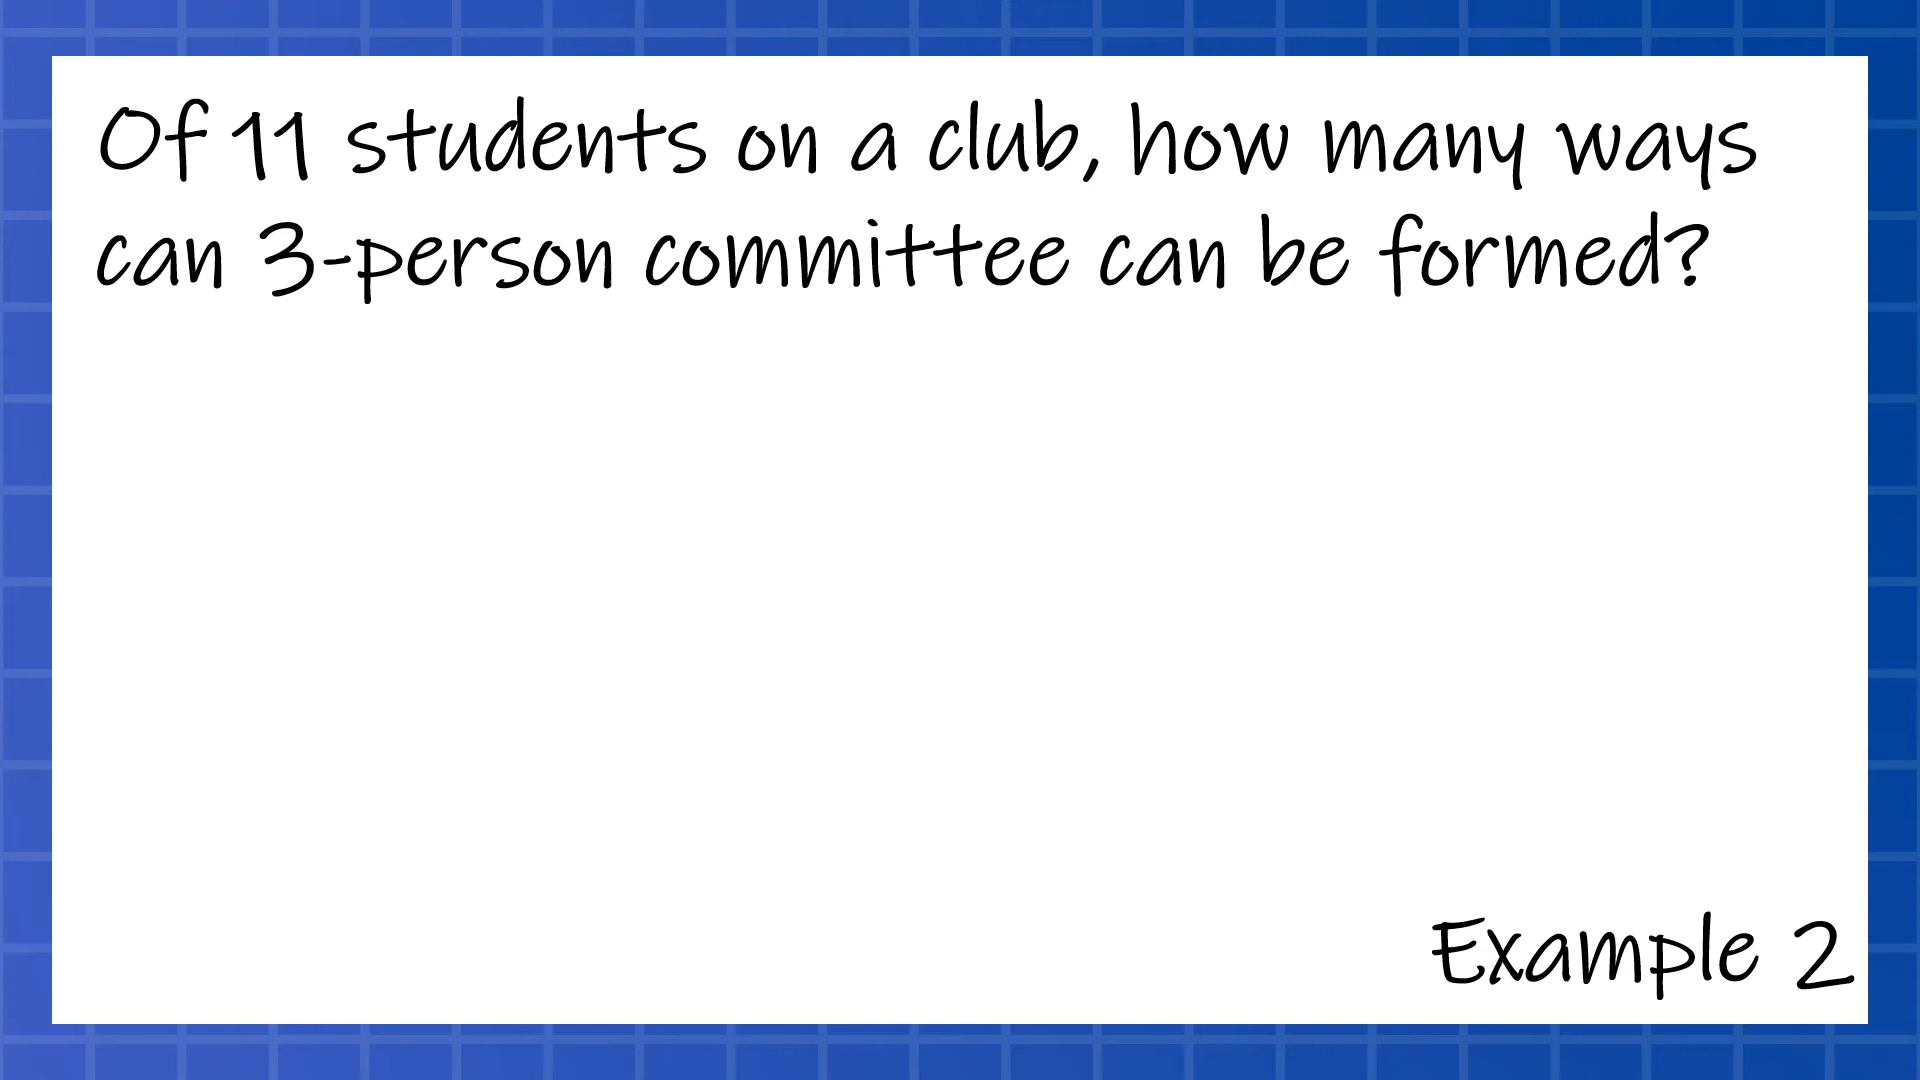 Of 11 students on a club, how many ways
can 3-person committee can be formed?
Example 2